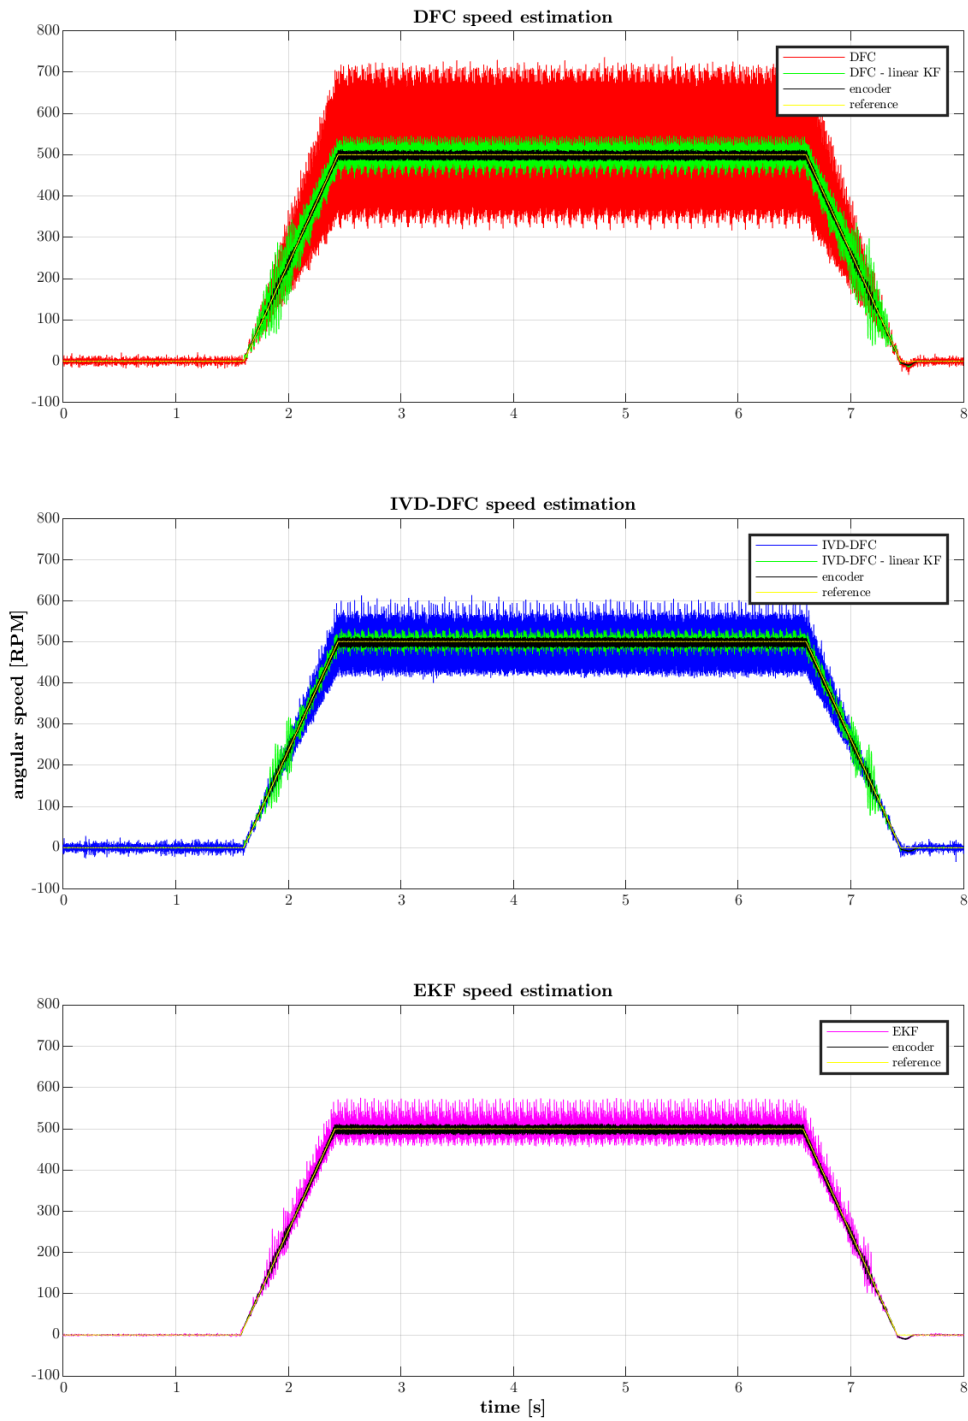 DFC speed estimation
800
700
600
500
400
300
200
100
0
-100
0 1 2 3 4 5 6 7 8
DFC
DFC - linear KF
encoder
reference
IVD-DFC speed estimation
angular speed [RPM]
800
700
600
500
400
300
200
100
0
-100
0 1 2 3 4 5 6 7 8
IVD-DFC
IVD-DFC - linear KF
encoder
reference
EKF speed estimation
800
700
600
500
400
300
200
100
0
-100
0 1 2 3 4 5 6 7 8
EKF
encoder
reference
time [s]